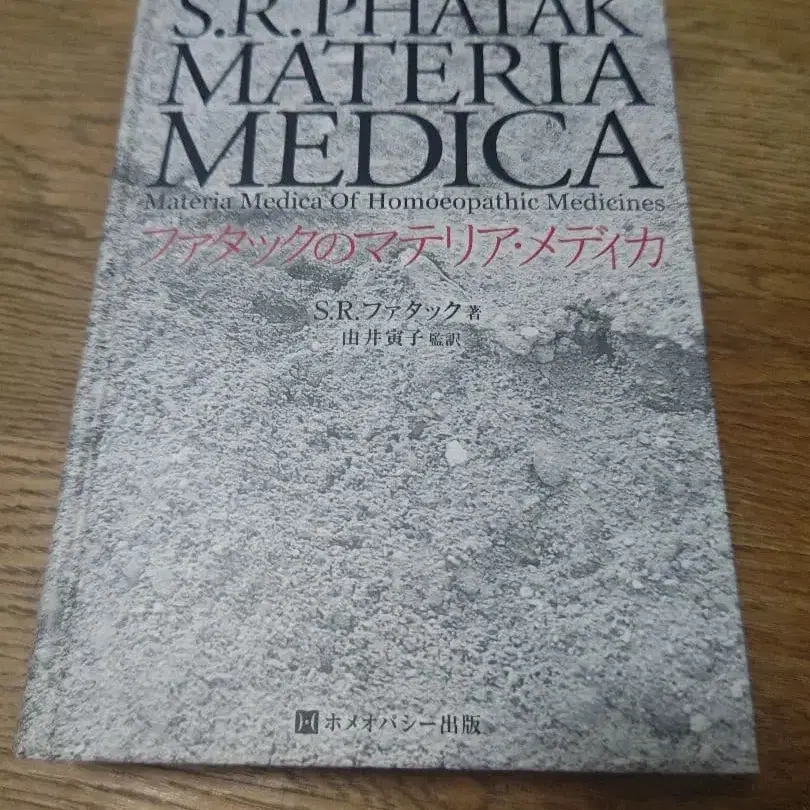 S.R.PHATAK
MATERIA
MEDICA
Materia Medica Of Homoeopathic Medicines
ファタックのマテリア・メディカ
S.R.ファタック 著
由井寅子 監訳
ホメオパシー出版